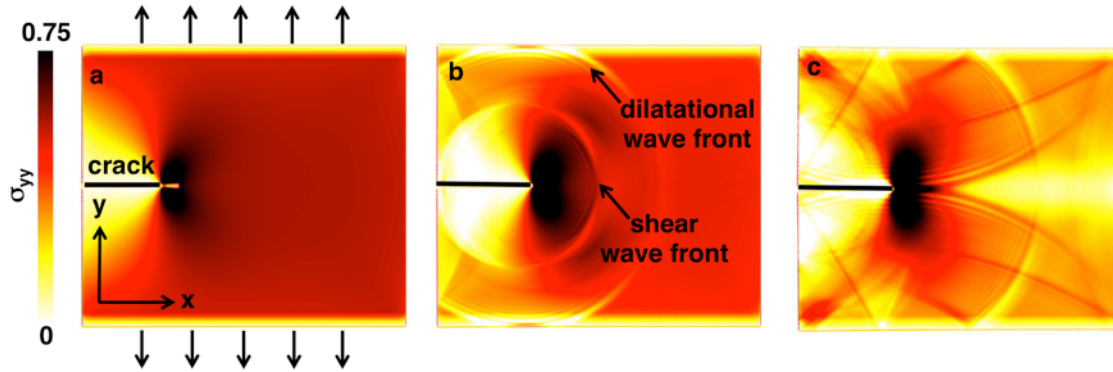 0.75
σyy
0
a
crack
y
x
b
dilatational
wave front
shear
wave front
c